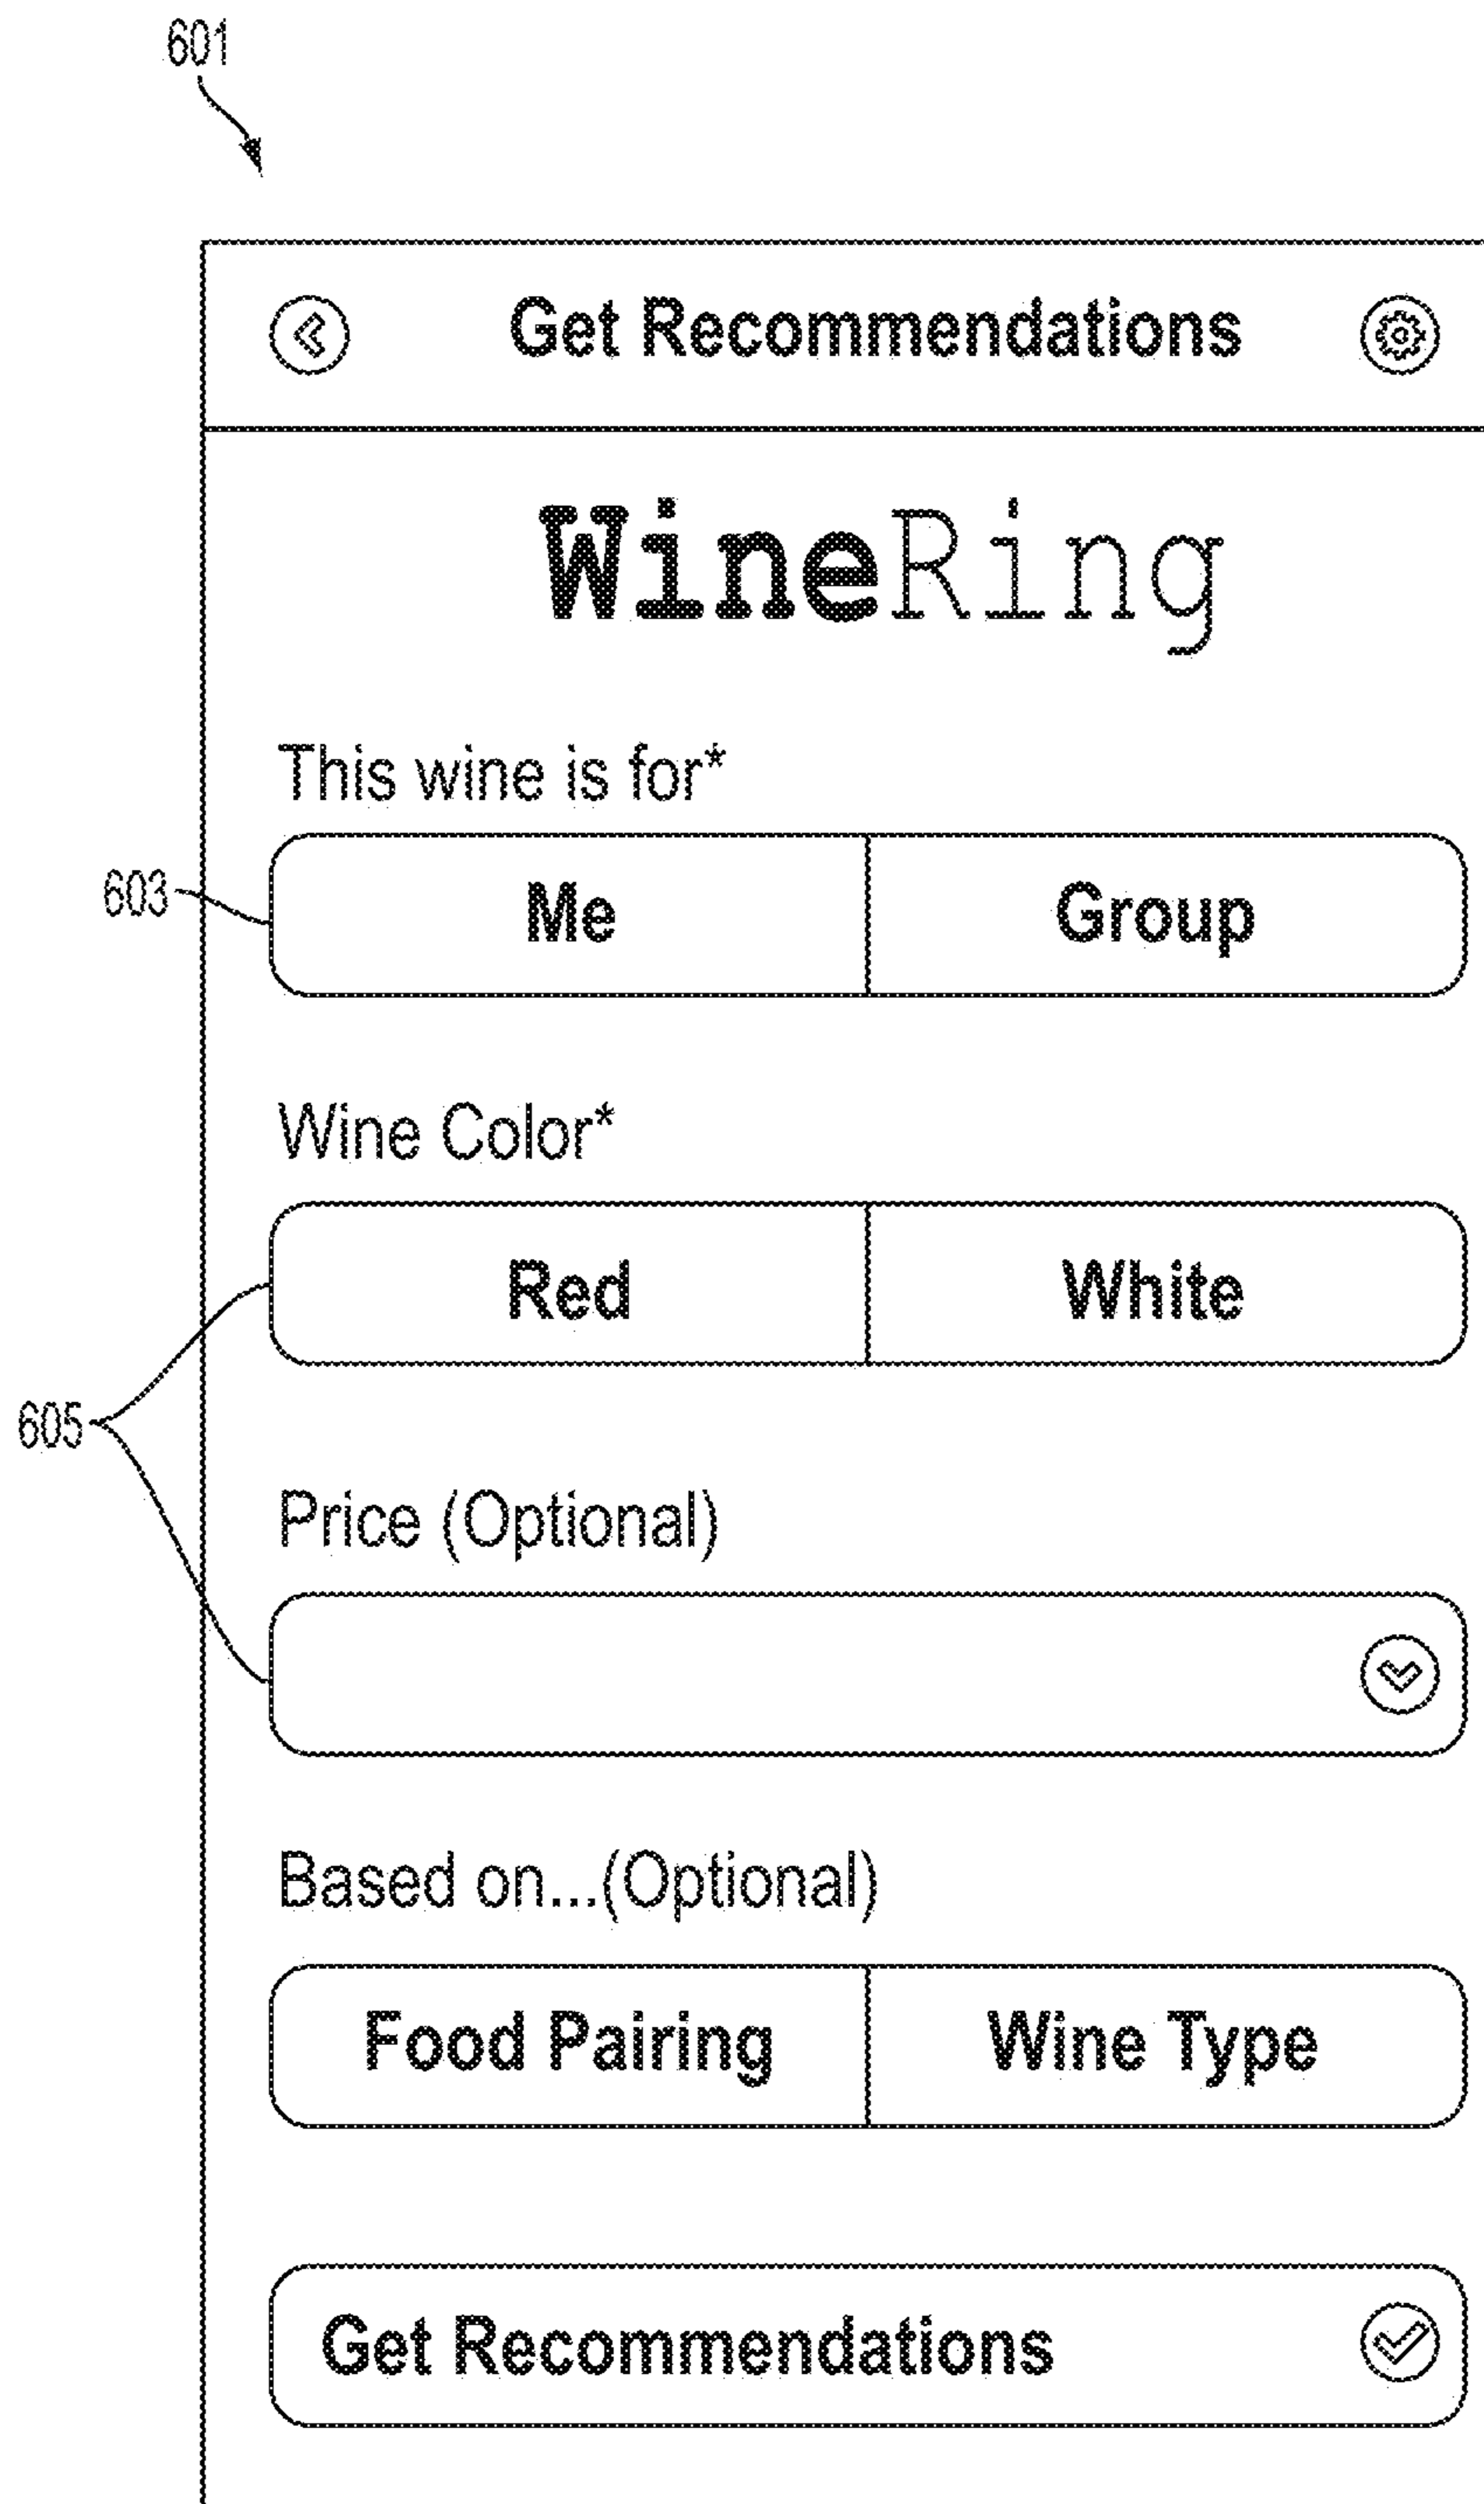 601
Get Recommendations
WineRing
This wine is for*
603
Me Group
Wine Color*
Red White
605
Price (Optional)
Based on...(Optional)
Food Pairing Wine Type
Get Recommendations